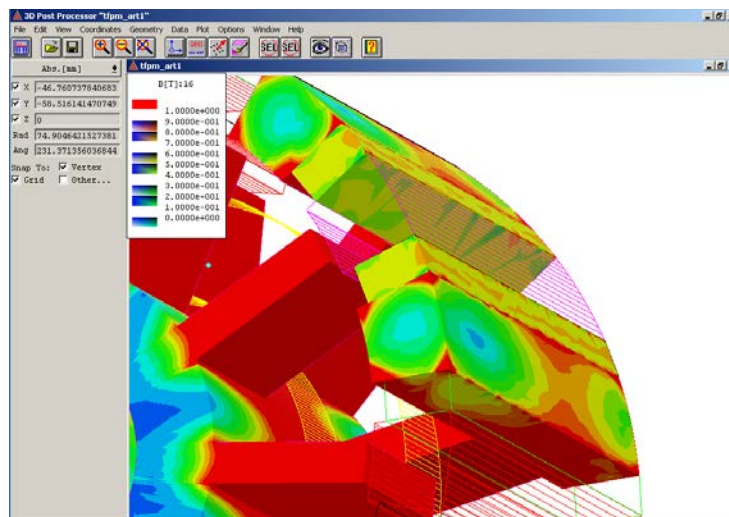 3D Post Processor "tfpm_art1"
File Edit View Coordinates Geometry Data Plot Options Window Help
SEL SEL ?
Abs.[mm]
X -46.760737840683
Y -58.516141470749
Z 0
Rad 74.9046421527381
Ang 231.371356036844
Snap To: Vertex
Grid Other...
tfpm_art1
B[T]:16
1.0000e+000
9.0000e-001
8.0000e-001
7.0000e-001
6.0000e-001
5.0000e-001
4.0000e-001
3.0000e-001
2.0000e-001
1.0000e-001
0.0000e+000